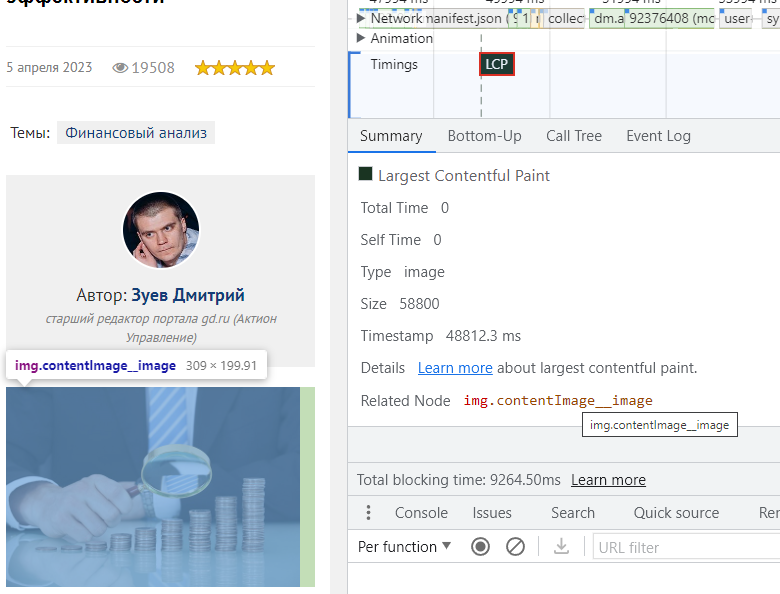 эффективности
5 апреля 2023 19508
Темы: Финансовый анализ
Автор: Зуев Дмитрий
старший редактор портала gd.ru (Актион
Управление)
img.contentImage__image 309 × 199.91
Network manifest.json ( collec dm.a 92376408 (mc user sy
Animation
Timings LCP
Summary Bottom-Up Call Tree Event Log
Largest Contentful Paint
Total Time 0
Self Time 0
Type image
Size 58800
Timestamp 48812.3 ms
Details Learn more about largest contentful paint.
Related Node img.contentImage__image
img.contentImage__image
Total blocking time: 9264.50ms Learn more
Console Issues Search Quick source Rer
Per function URL filter